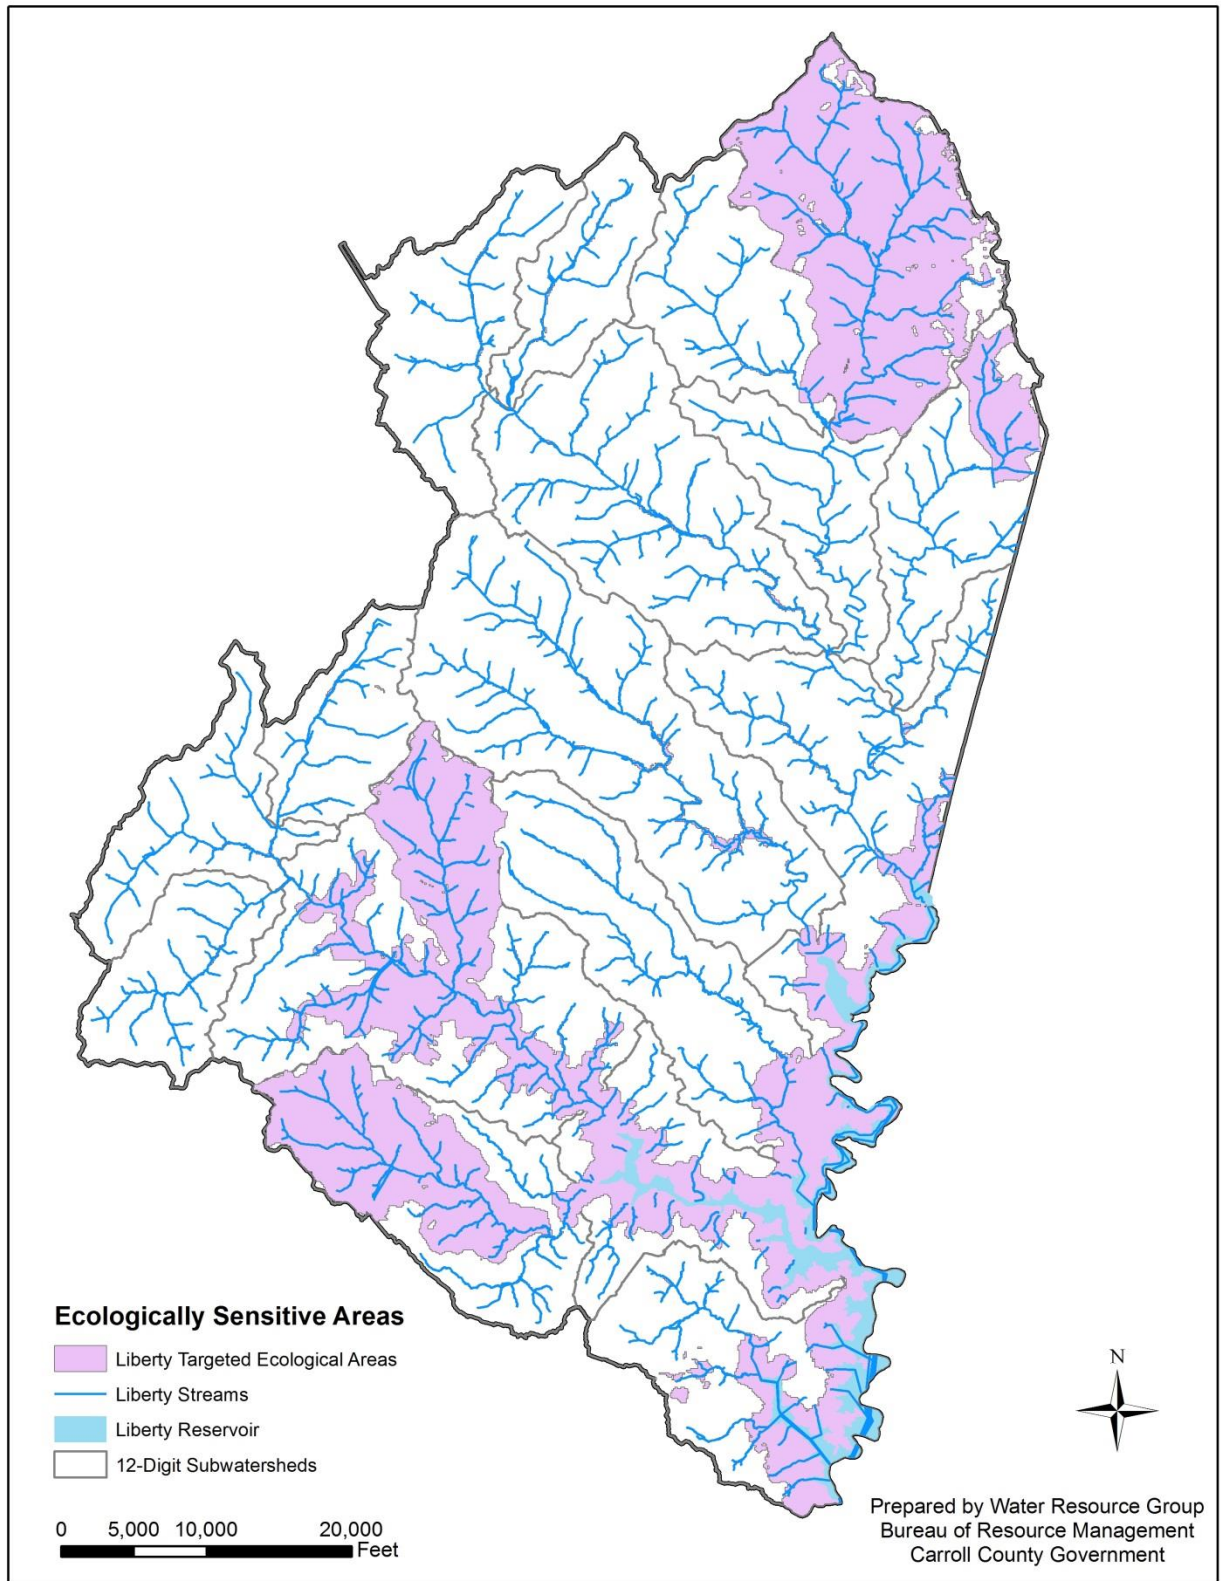 N
Ecologically Sensitive Areas
Liberty Targeted Ecological Areas
Liberty Streams
Liberty Reservoir
12-Digit Subwatersheds
0 5,000 10,000 20,000
Feet
Prepared by Water Resource Group
Bureau of Resource Management
Carroll County Government